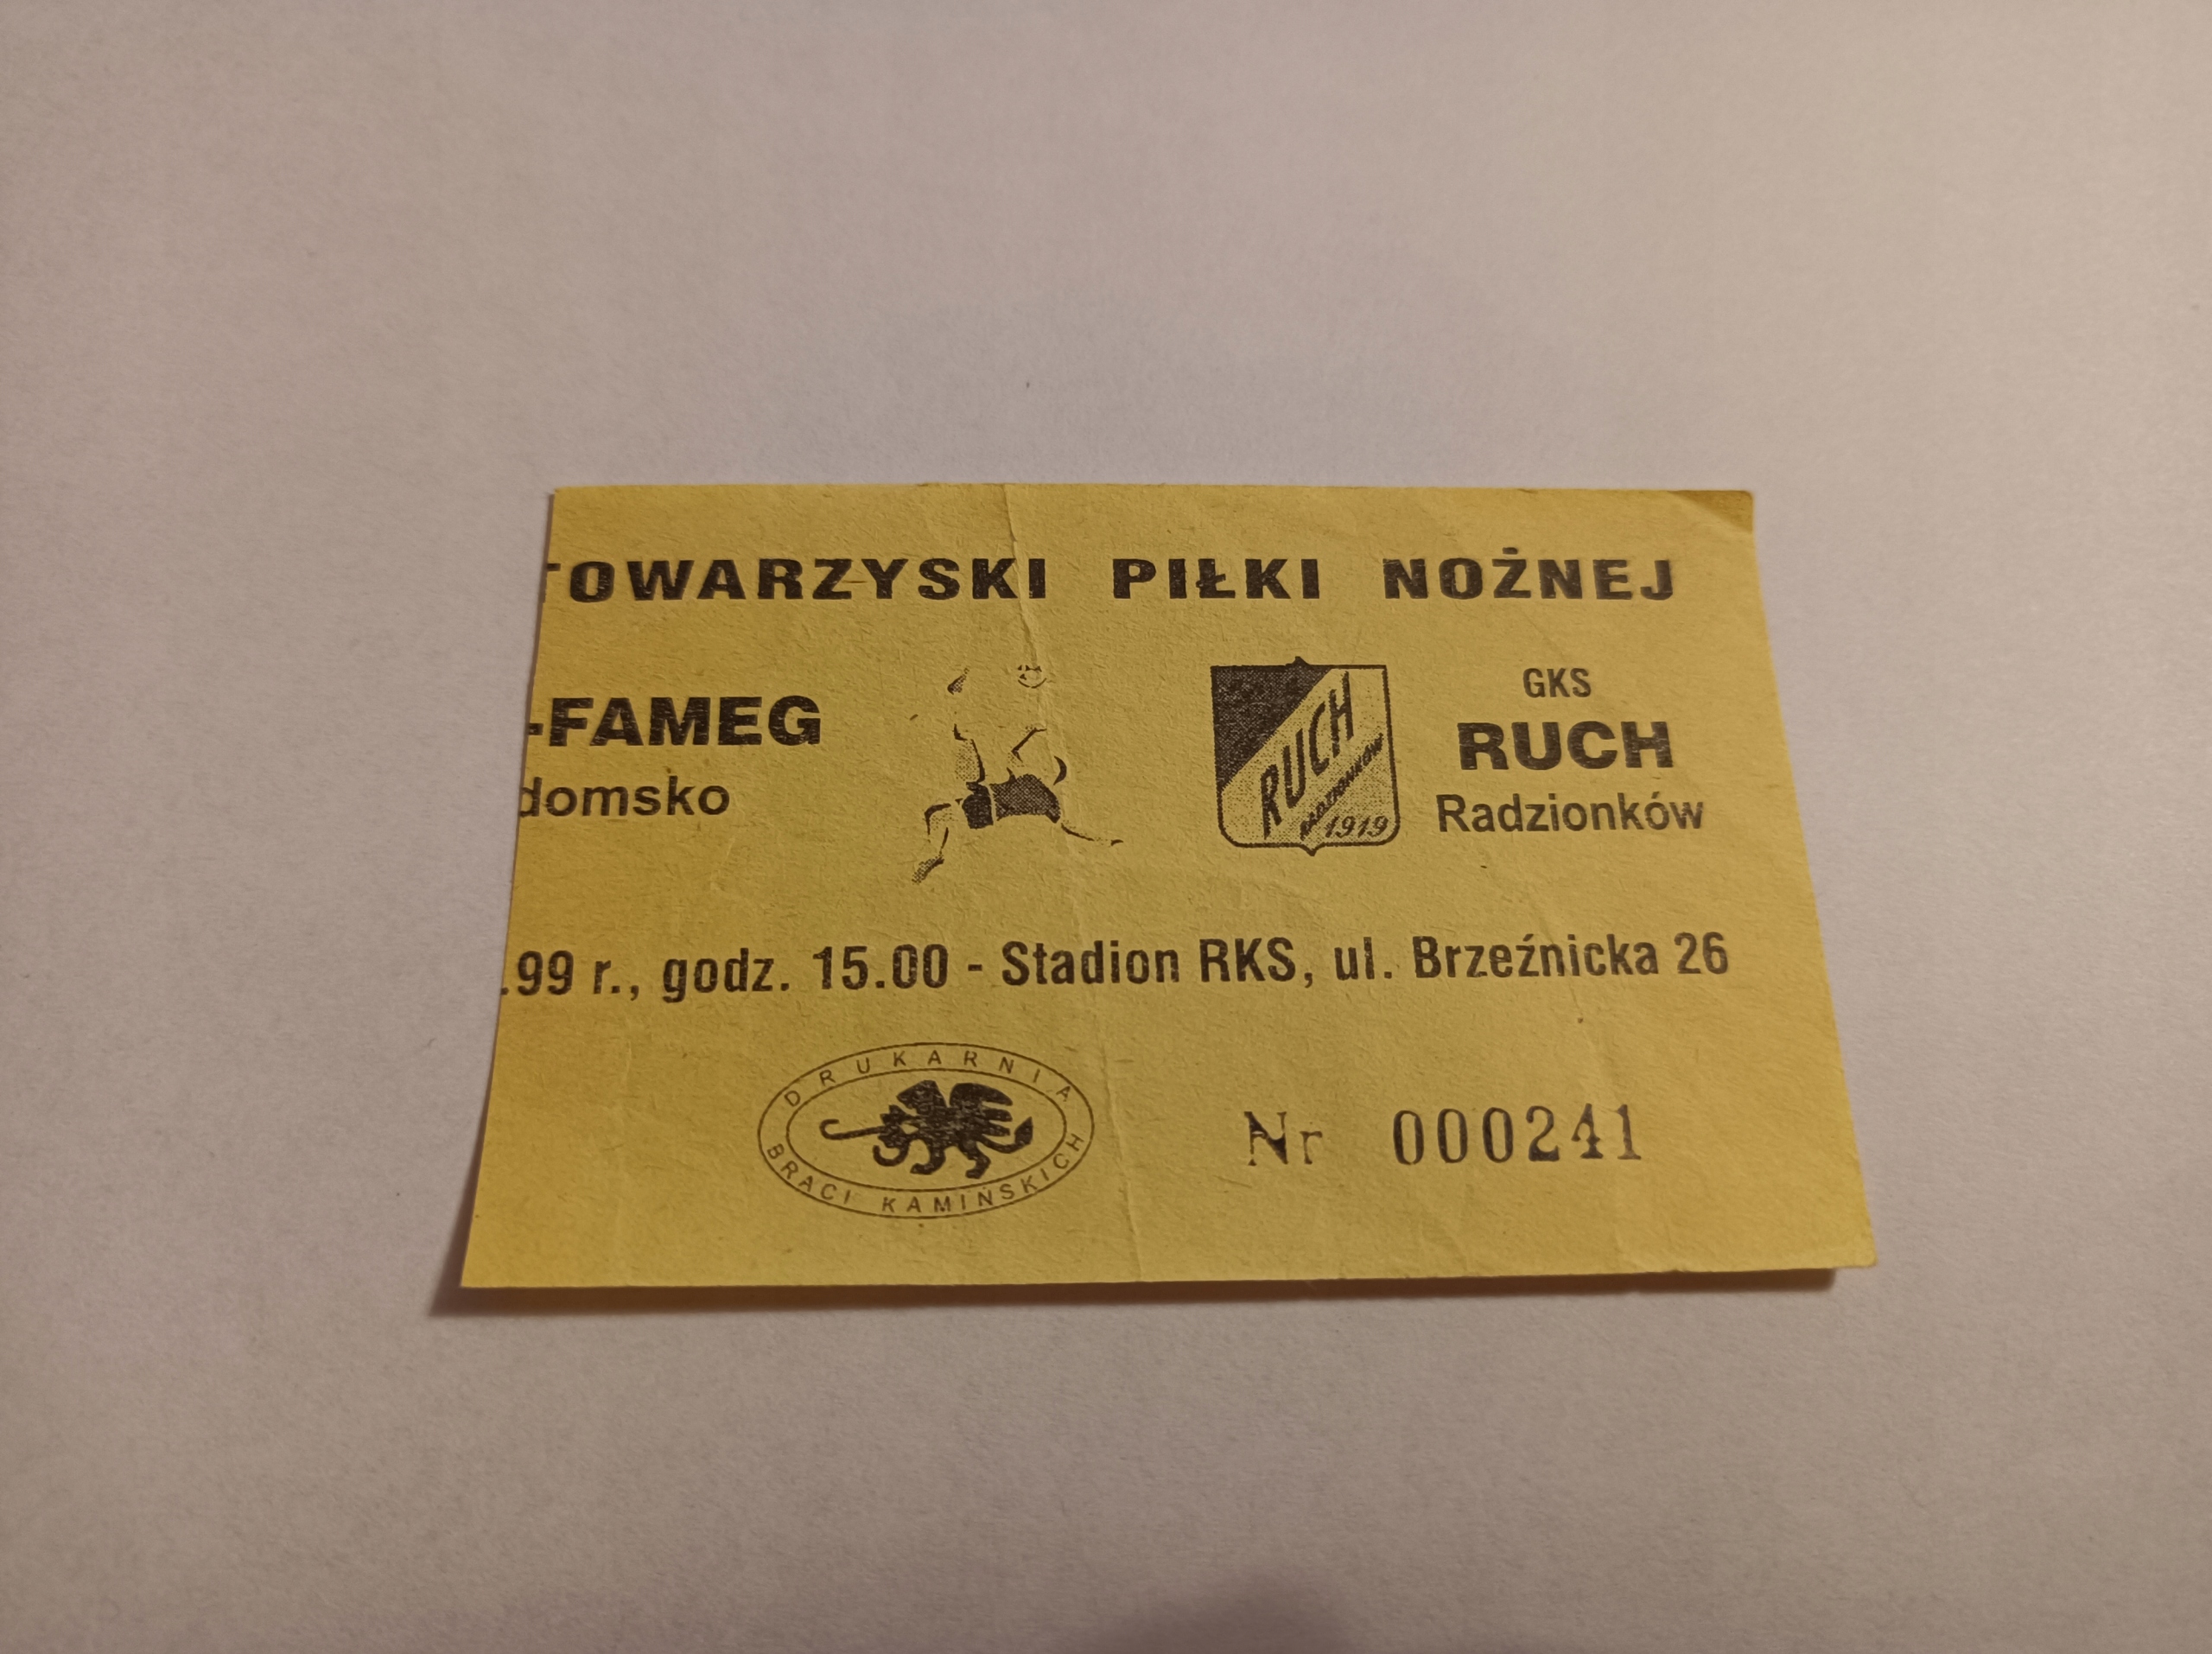 TOWARZYSKI PIŁKI NOŻNEJ
-FAMEG
domsko
RUCH
RADZIONKÓW
1919
GKS
RUCH
Radzionków
.99 r., godz. 15.00 - Stadion RKS, ul. Brzeźnicka 26
DRUKARNIA
BRACI KAMIŃSKICH
Nr 000241